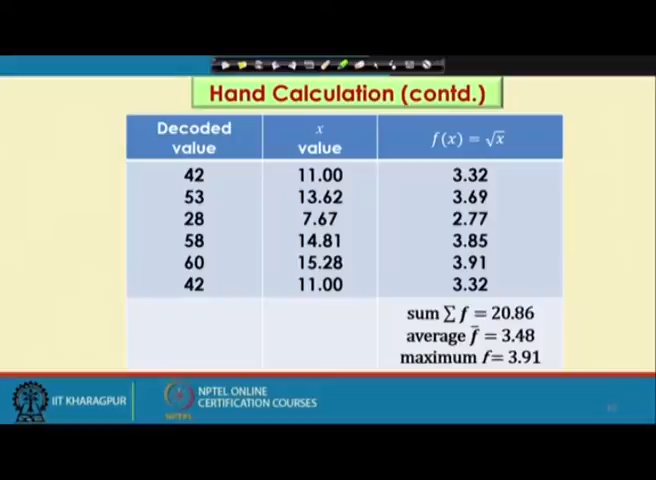 Hand Calculation (contd.)
Decoded value x value f(x) = √x
42 11.00 3.32
53 13.62 3.69
28 7.67 2.77
58 14.81 3.85
60 15.28 3.91
42 11.00 3.32
sum ∑ f = 20.86
average f̄ = 3.48
maximum f= 3.91
IIT KHARAGPUR
NPTEL ONLINE
CERTIFICATION COURSES
NPTEL